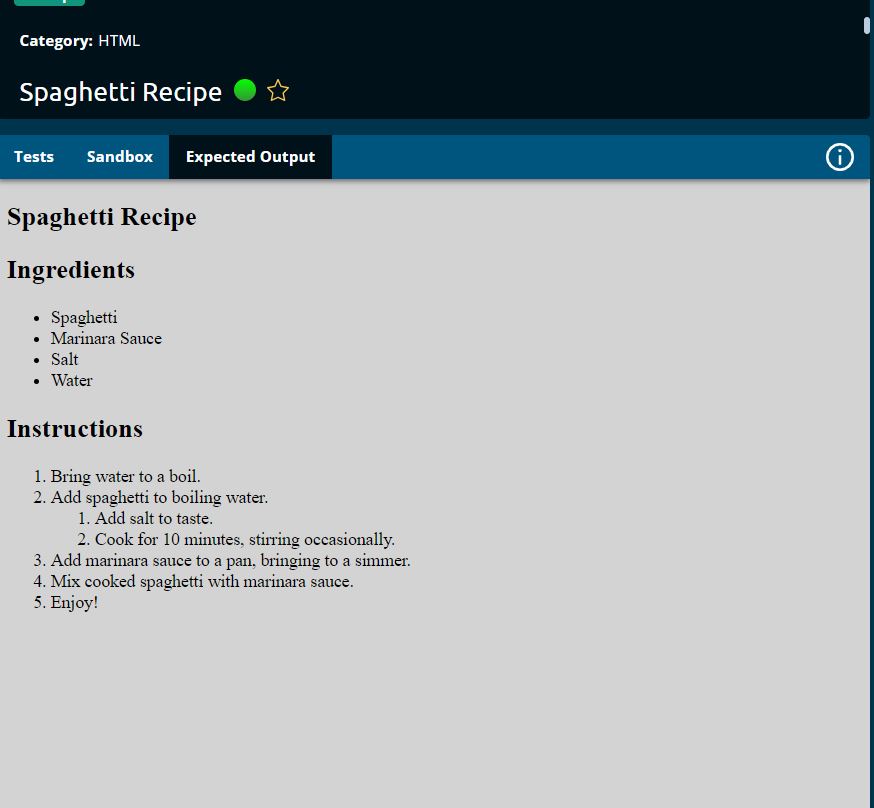 Category: HTML
Spaghetti Recipe
Tests Sandbox Expected Output
Spaghetti Recipe
Ingredients
• Spaghetti
• Marinara Sauce
• Salt
• Water
Instructions
1. Bring water to a boil.
2. Add spaghetti to boiling water.
1. Add salt to taste.
2. Cook for 10 minutes, stirring occasionally.
3. Add marinara sauce to a pan, bringing to a simmer.
4. Mix cooked spaghetti with marinara sauce.
5. Enjoy!